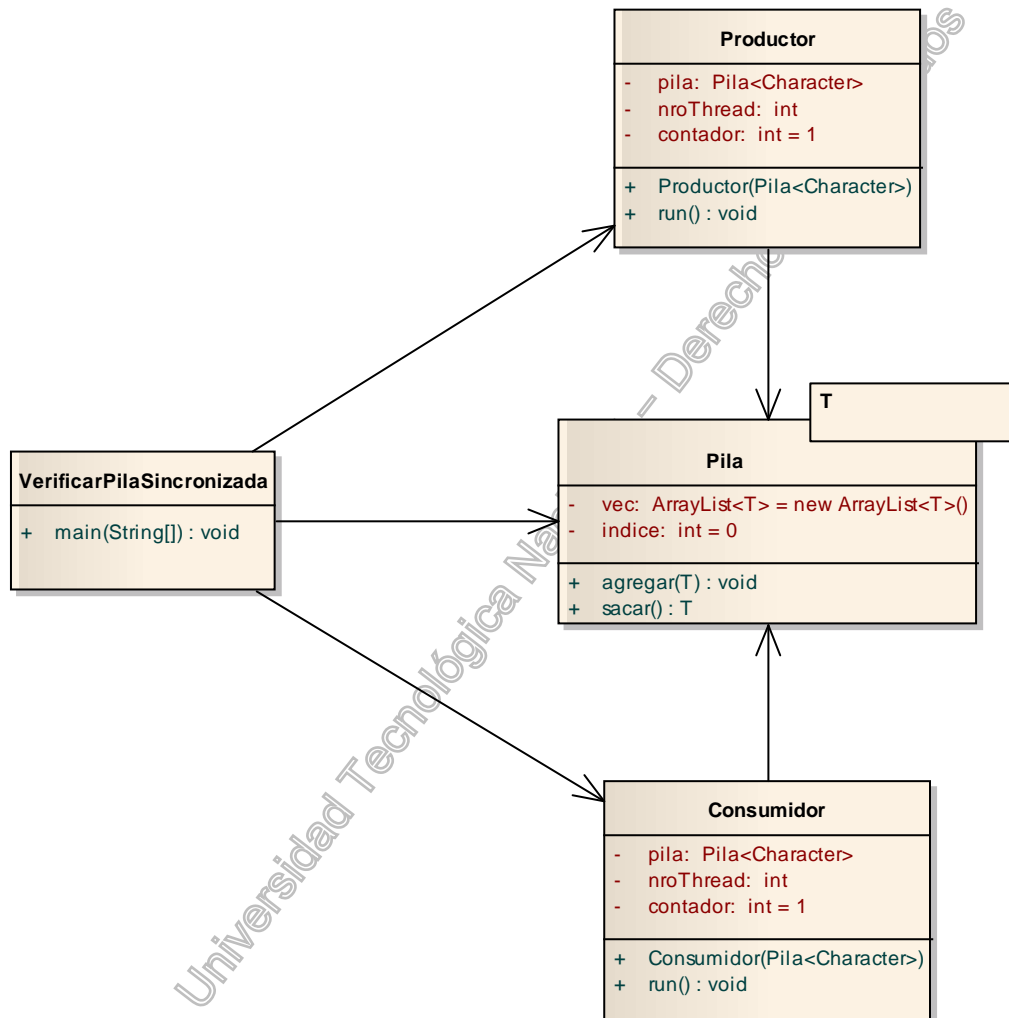 Productor
- pila: Pila<Character>
- nroThread: int
- contador: int = 1
+ Productor(Pila<Character>)
+ run() : void
T
Pila
- vec: ArrayList<T> = new ArrayList<T>()
- indice: int = 0
+ agregar(T) : void
+ sacar() : T
VerificarPilaSincronizada
+ main(String[]) : void
Consumidor
- pila: Pila<Character>
- nroThread: int
- contador: int = 1
+ Consumidor(Pila<Character>)
+ run() : void
Universidad Tecnológica – Derecho